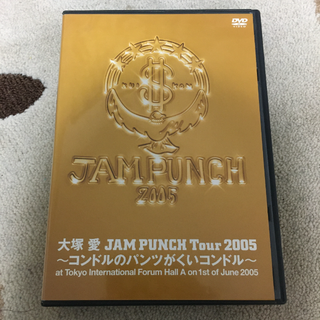 DVD
JAM PUNCH
2005
大塚 愛 JAM PUNCH Tour 2005
～コンドルのパンツがくいコンドル～
at Tokyo International Forum Hall A on 1st of June 2005